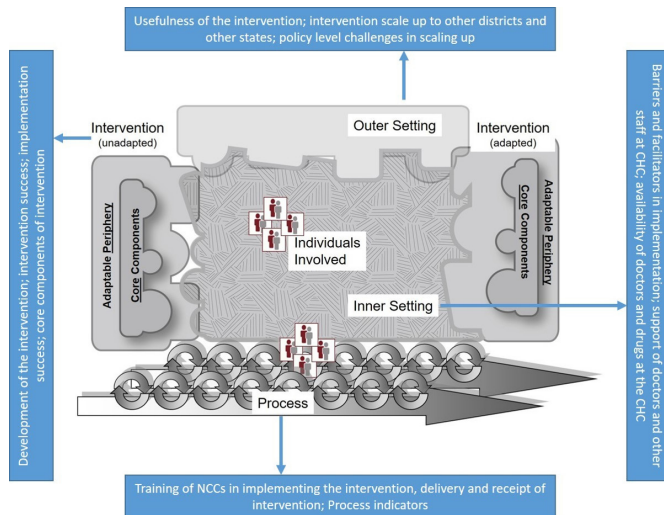 Usefulness of the intervention; intervention scale up to other districts and
other states; policy level challenges in scaling up
Development of the intervention; intervention success; implementation
success; core components of intervention
Intervention
(unadapted)
Outer Setting
Intervention
(adapted)
Adaptable Periphery
Core Components
Individuals
Involved
Inner Setting
Core Components
Adaptable Periphery
Barriers and facilitators in implementation; support of doctors and other
staff at CHC; availability of doctors and drugs at the CHC
Process
Training of NCCs in implementing the intervention, delivery and receipt of
intervention; Process indicators